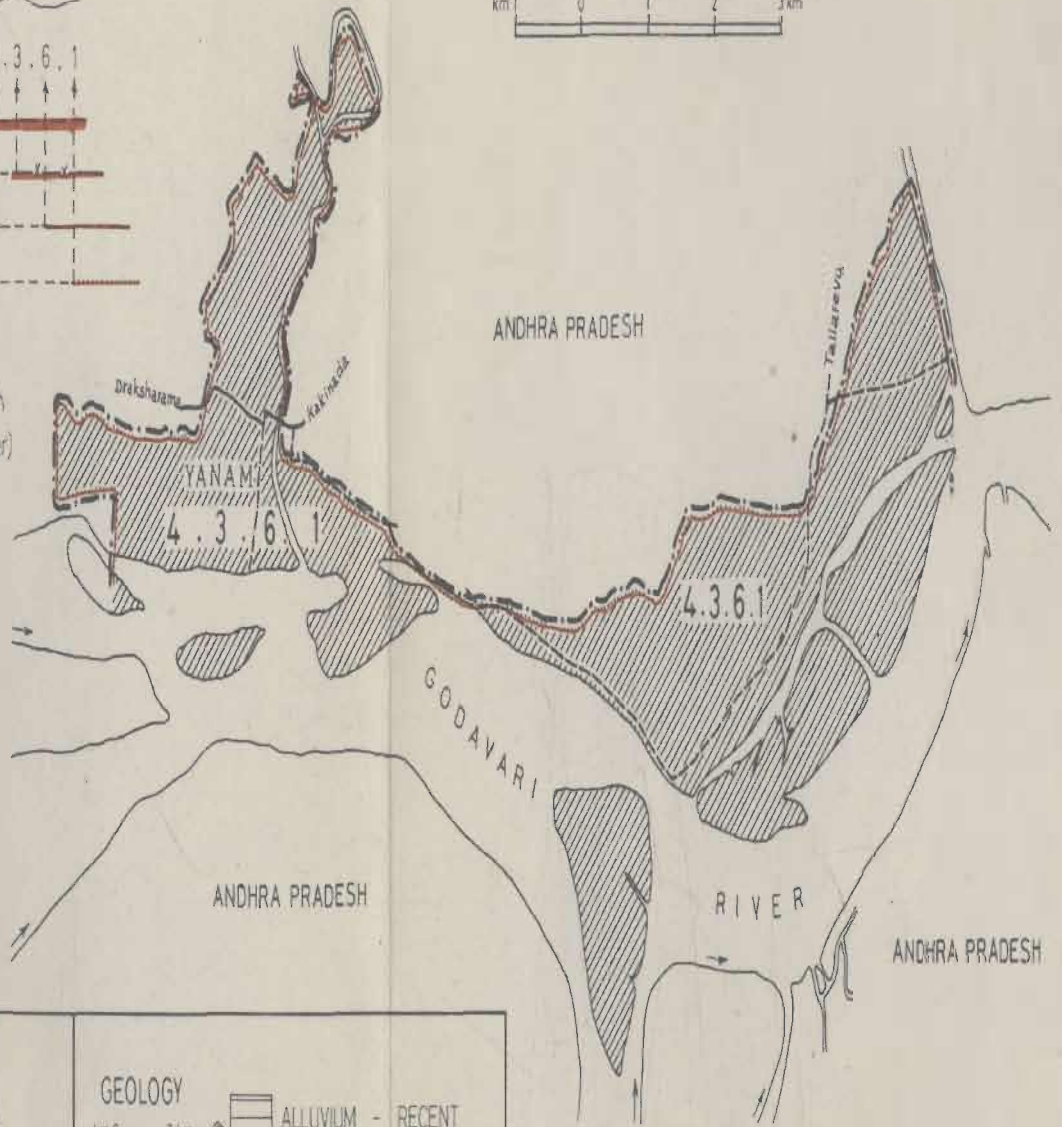 km 1 0 1 2 3 km
.3.6.1
ANDHRA PRADESH
Tallarevu
Draksharama
Kakinada
YANAM
4.3.6.1
4.3.6.1
GODAVARI
RIVER
ANDHRA PRADESH
ANDHRA PRADESH
GEOLOGY
ALLUVIUM - RECENT